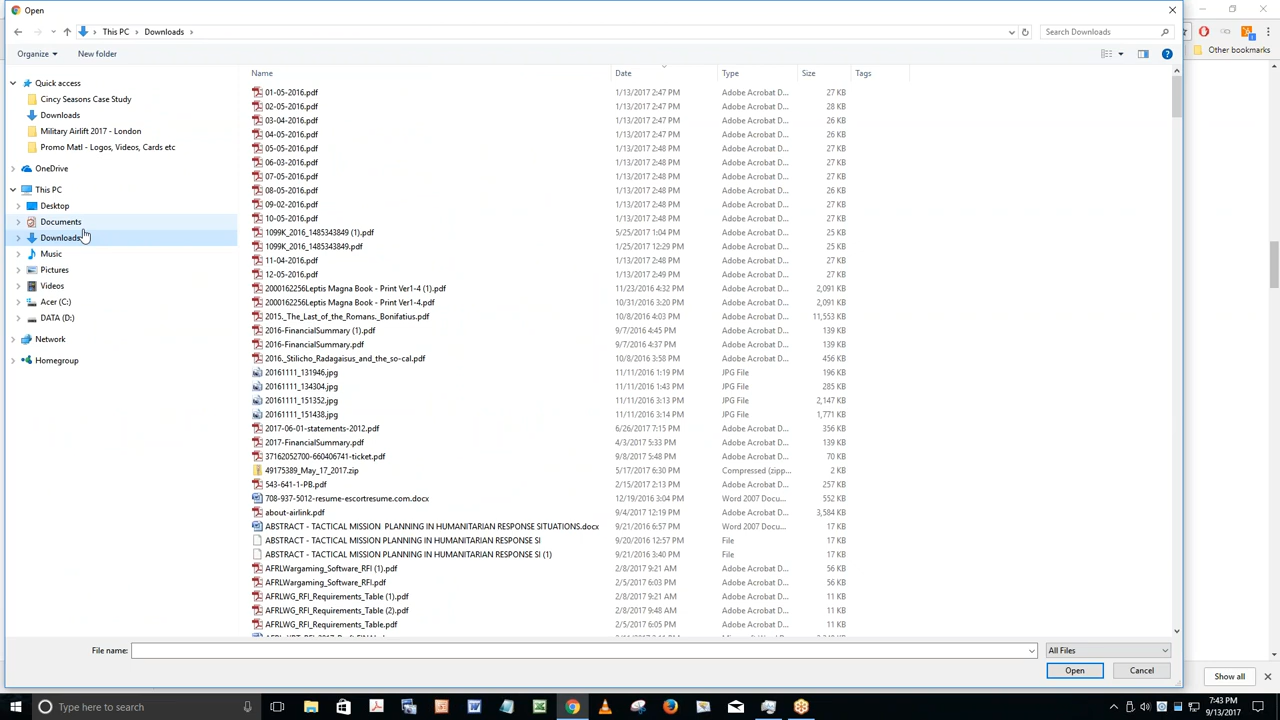 Open
This PC > Downloads >
Search Downloads
Other bookmarks
Organize
New folder
Name Date Type Size Tags
Quick access
Cincy Seasons Case Study
Downloads
Military Airlift 2017 - London
Promo Matl - Logos, Videos, Cards etc
OneDrive
This PC
Desktop
Documents
Downloads
Music
Pictures
Videos
Acer (C:)
DATA (D:)
Network
Homegroup
01-05-2016.pdf 1/13/2017 2:47 PM Adobe Acrobat D... 27 KB
02-05-2016.pdf 1/13/2017 2:47 PM Adobe Acrobat D... 28 KB
03-04-2016.pdf 1/13/2017 2:47 PM Adobe Acrobat D... 26 KB
04-05-2016.pdf 1/13/2017 2:47 PM Adobe Acrobat D... 26 KB
05-05-2016.pdf 1/13/2017 2:48 PM Adobe Acrobat D... 26 KB
06-03-2016.pdf 1/13/2017 2:48 PM Adobe Acrobat D... 26 KB
07-05-2016.pdf 1/13/2017 2:48 PM Adobe Acrobat D... 26 KB
08-05-2016.pdf 1/13/2017 2:48 PM Adobe Acrobat D... 26 KB
09-02-2016.pdf 1/13/2017 2:48 PM Adobe Acrobat D... 27 KB
10-05-2016.pdf 1/13/2017 2:48 PM Adobe Acrobat D... 27 KB
1099K_2016_1485343849 (1).pdf 5/25/2017 1:04 PM Adobe Acrobat D... 25 KB
1099K_2016_1485343849.pdf 1/25/2017 12:29 PM Adobe Acrobat D... 25 KB
11-04-2016.pdf 1/13/2017 2:48 PM Adobe Acrobat D... 27 KB
12-05-2016.pdf 1/13/2017 2:49 PM Adobe Acrobat D... 27 KB
2000162256Leptis Magna Book - Print Ver1-4 (1).pdf 11/23/2016 4:32 PM Adobe Acrobat D... 2,091 KB
2000162256Leptis Magna Book - Print Ver1-4.pdf 10/31/2016 3:20 PM Adobe Acrobat D... 2,091 KB
2015._The_Last_of_the_Romans._Bonifatius.pdf 10/8/2016 4:03 PM Adobe Acrobat D... 11,553 KB
2016-FinancialSummary (1).pdf 9/7/2016 4:45 PM Adobe Acrobat D... 139 KB
2016-FinancialSummary.pdf 9/7/2016 4:37 PM Adobe Acrobat D... 139 KB
2016._Stilicho_Radagaisus_and_the_so-cal.pdf 10/8/2016 3:58 PM Adobe Acrobat D... 456 KB
20161111_131946.jpg 11/11/2016 1:19 PM JPG File 196 KB
20161111_134304.jpg 11/11/2016 1:43 PM JPG File 285 KB
20161111_151352.jpg 11/11/2016 3:13 PM JPG File 2,147 KB
20161111_151438.jpg 11/11/2016 3:14 PM JPG File 1,771 KB
2017-06-01-statements-2012.pdf 6/26/2017 7:15 PM Adobe Acrobat D... 356 KB
2017-FinancialSummary.pdf 4/3/2017 5:33 PM Adobe Acrobat D... 139 KB
37162052700-660406741-ticket.pdf 9/8/2017 5:48 PM Adobe Acrobat D... 70 KB
49175389_May_17_2017.zip 5/17/2017 6:30 PM Compressed (zipp... 2 KB
543-641-1-PB.pdf 2/15/2017 2:13 PM Adobe Acrobat D... 257 KB
708-937-5012-resume-escortresume.com.docx 12/19/2016 3:04 PM Word 2007 Docu... 552 KB
about-airlink.pdf 9/4/2017 12:19 PM Adobe Acrobat D... 3,584 KB
ABSTRACT - TACTICAL MISSION  PLANNING IN HUMANITARIAN RESPONSE SITUATIONS.docx 9/21/2016 6:57 PM Word 2007 Docu... 17 KB
ABSTRACT - TACTICAL MISSION PLANNING IN HUMANITARIAN RESPONSE SI 9/20/2016 12:57 PM File 17 KB
ABSTRACT - TACTICAL MISSION PLANNING IN HUMANITARIAN RESPONSE SI (1) 9/21/2016 3:40 PM File 17 KB
AFRLWargaming_Software_RFI (1).pdf 2/8/2017 9:21 AM Adobe Acrobat D... 56 KB
AFRLWargaming_Software_RFI.pdf 2/5/2017 6:03 PM Adobe Acrobat D... 56 KB
AFRLWG_RFI_Requirements_Table (1).pdf 2/8/2017 9:21 AM Adobe Acrobat D... 64 KB
AFRLWG_RFI_Requirements_Table (2).pdf 2/8/2017 9:48 AM Adobe Acrobat D... 64 KB
AFRLWG_RFI_Requirements_Table.pdf 2/5/2017 6:05 PM Adobe Acrobat D... 64 KB
File name:
All Files
Open
Cancel
Show all
Type here to search
7:43 PM
9/13/2017